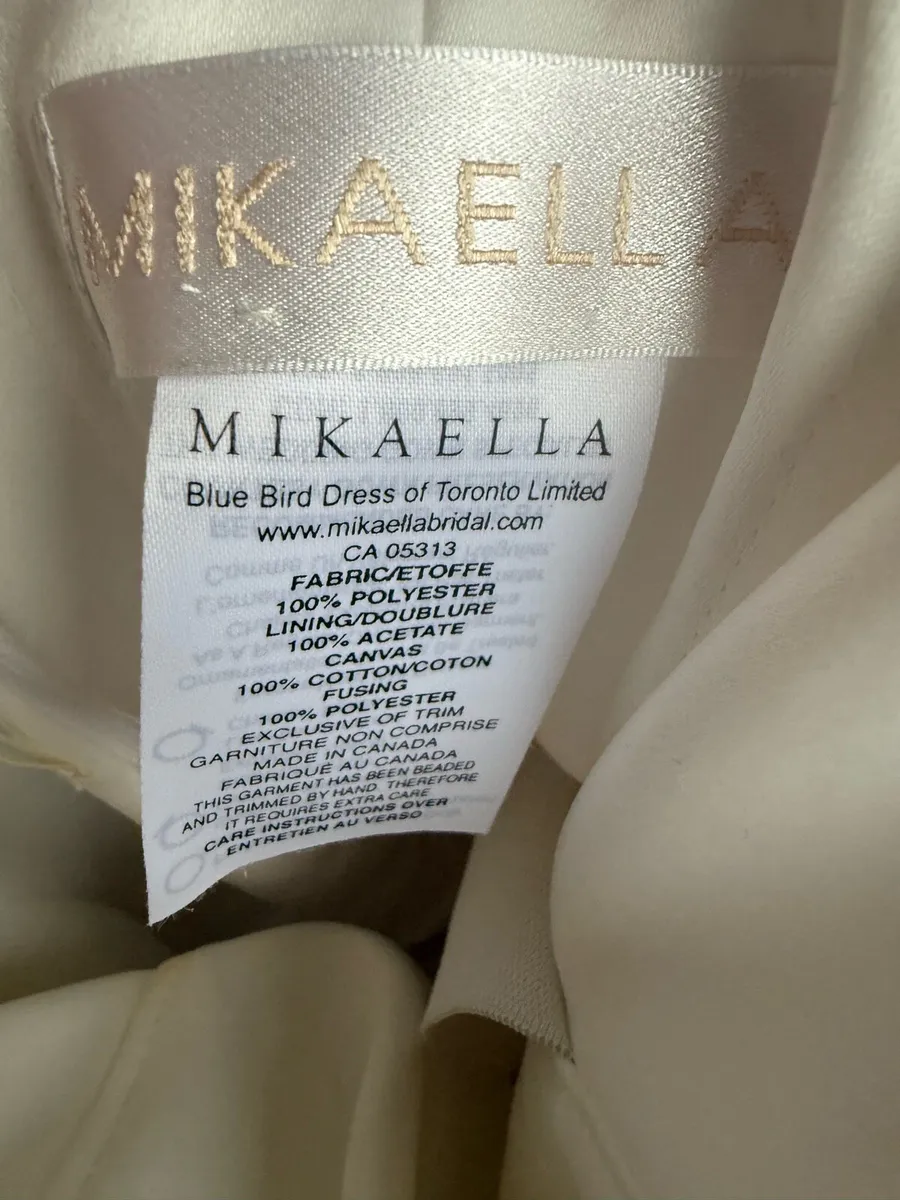 MIKAELLA
MIKAELLA
Blue Bird Dress of Toronto Limited
www.mikaellabridal.com
CA 05313
FABRIC/ETOFFE
100% POLYESTER
LINING/DOUBLURE
100% ACETATE
CANVAS
100% COTTON/COTON
FUSING
100% POLYESTER
EXCLUSIVE OF TRIM
GARNITURE NON COMPRISE
MADE IN CANADA
FABRIQUÉ AU CANADA
THIS GARMENT HAS BEEN BEADED
AND TRIMMED BY HAND THEREFORE
IT REQUIRES EXTRA CARE
CARE INSTRUCTIONS OVER
ENTRETIEN AU VERSO